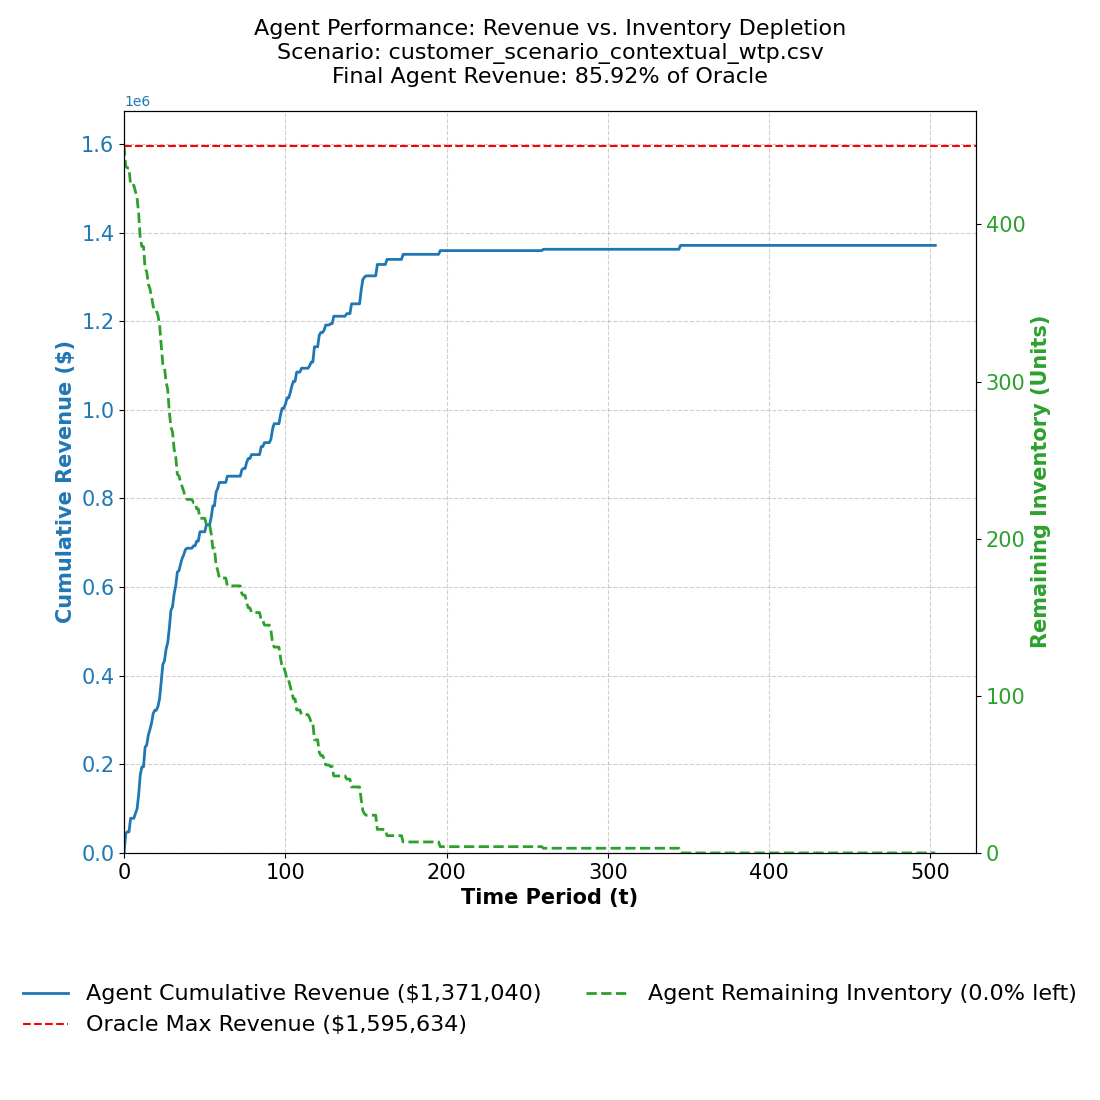 Agent Performance: Revenue vs. Inventory Depletion
Scenario: customer_scenario_contextual_wtp.csv
Final Agent Revenue: 85.92% of Oracle
1e6
1.6
1.4
1.2
1.0
0.8
0.6
0.4
0.2
0.0
Cumulative Revenue ($)
400
300
200
100
0
Remaining Inventory (Units)
0 100 200 300 400 500
Time Period (t)
Agent Cumulative Revenue ($1,371,040)
Oracle Max Revenue ($1,595,634)
Agent Remaining Inventory (0.0% left)